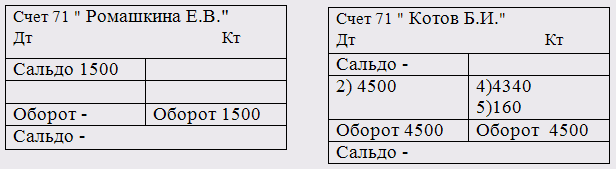 Счет 71 " Ромашкина Е.В."
Дт Кт
Сальдо 1500
Оборот - Оборот 1500
Сальдо -
Счет 71 " Котов Б.И."
Дт Кт
Сальдо -
2) 4500 4)4340
5)160
Оборот 4500 Оборот 4500
Сальдо -